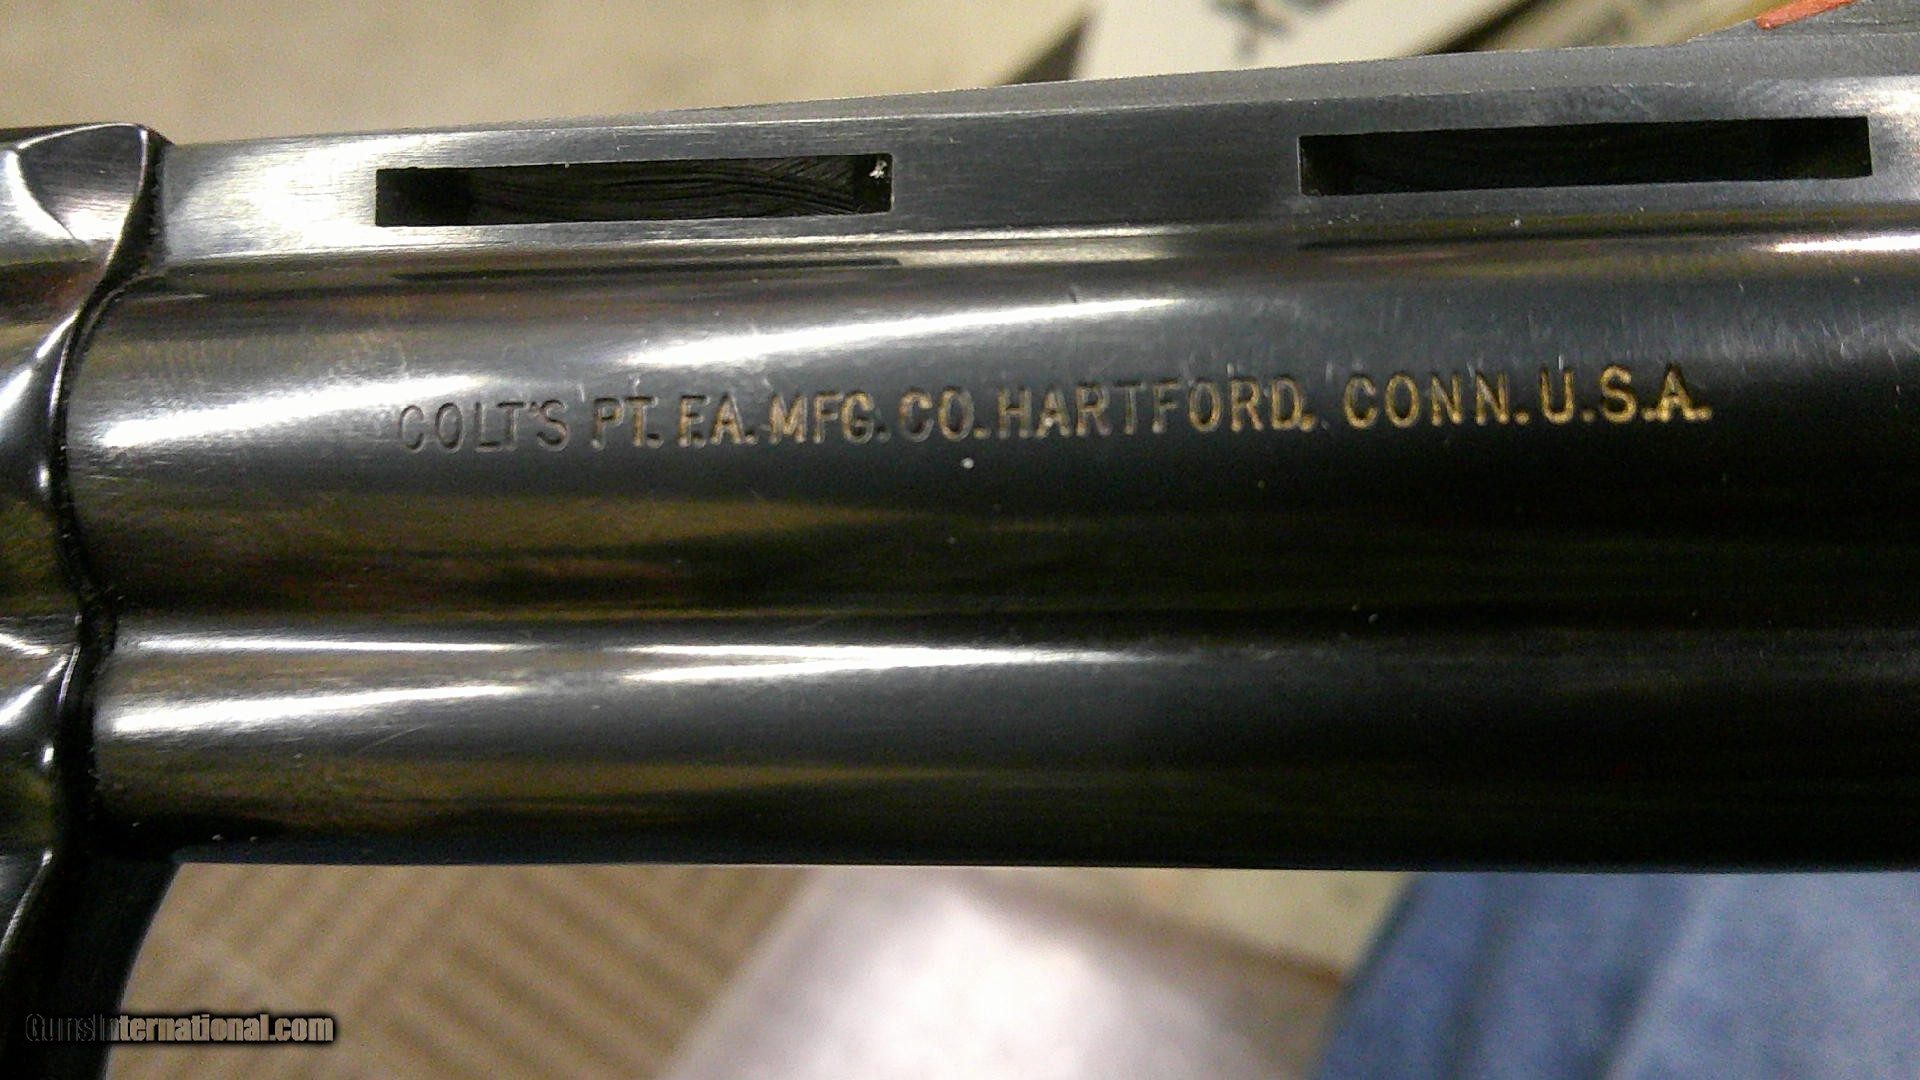 COLT'S PT. F.A. MFG. CO. HARTFORD, CONN. U.S.A.
GunsInternational.com